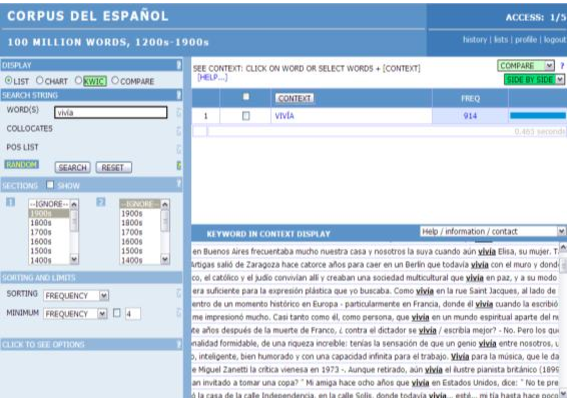 CORPUS DEL ESPAÑOL
ACCESS: 1/5
100 MILLION WORDS, 1200s-1900s
history | lists | profile | logout
DISPLAY ?
LIST CHART KWIC COMPARE
SEARCH STRING ?
WORD(S) vivía
COLLOCATES
POS LIST
RANDOM SEARCH RESET
SECTIONS SHOW ?
1 2
--IGNORE-- --IGNORE--
1900s 1900s
1800s 1800s
1700s 1700s
1600s 1600s
1500s 1500s
1400s 1400s
SORTING AND LIMITS
SORTING FREQUENCY
MINIMUM FREQUENCY 4
CLICK TO SEE OPTIONS ?
SEE CONTEXT: CLICK ON WORD OR SELECT WORDS + [CONTEXT]
[HELP...]
COMPARE ?
SIDE BY SIDE
CONTEXT FREQ
1 VIVÍA 914
0.485 seconds
KEYWORD IN CONTEXT DISPLAY
Help / information / contact
en Buenos Aires frecuentaba mucho nuestra casa y nosotros la suya cuando aún vivía Elisa, su mujer. T
Artigas salió de Zaragoza hace catorce años para caer en un Berlín que todavía vivía con el muro y dond
co, el católico y el judío convivían allí y creaban una sociedad multicultural que vivía en paz, y a su modo
era suficiente para la expresión plástica que yo buscaba. Como vivía en la rue Saint Jacques, al lado de
entro de un momento histórico en Europa - particularmente en Francia, donde él vivía cuando la escribió
me impresionó mucho. Casi tanto como él, como persona, que vivía en un mundo espiritual aparte del
te años después de la muerte de Franco, ¿ contra el dictador se vivía / escribía mejor? - No. Pero los que
nalidad formidable, de una riqueza increíble: tenías la sensación de que un genio vivía entre nosotros, u
o, inteligente, bien humorado y con una capacidad infinita para el trabajo. Vivía para la música, que le da
e Miguel Zanetti la crítica vienesa en 1973 -. Aunque retirado, aún vivía el ilustre pianista británico (1899
an invitado a tomar una copa? " Mi amiga hace ocho años que vivía en Estados Unidos, dice: " No te pre
ó la casa de la calle Independencia, en la calle Solís, donde todavía vivía... esté... mi tía hasta hace poco